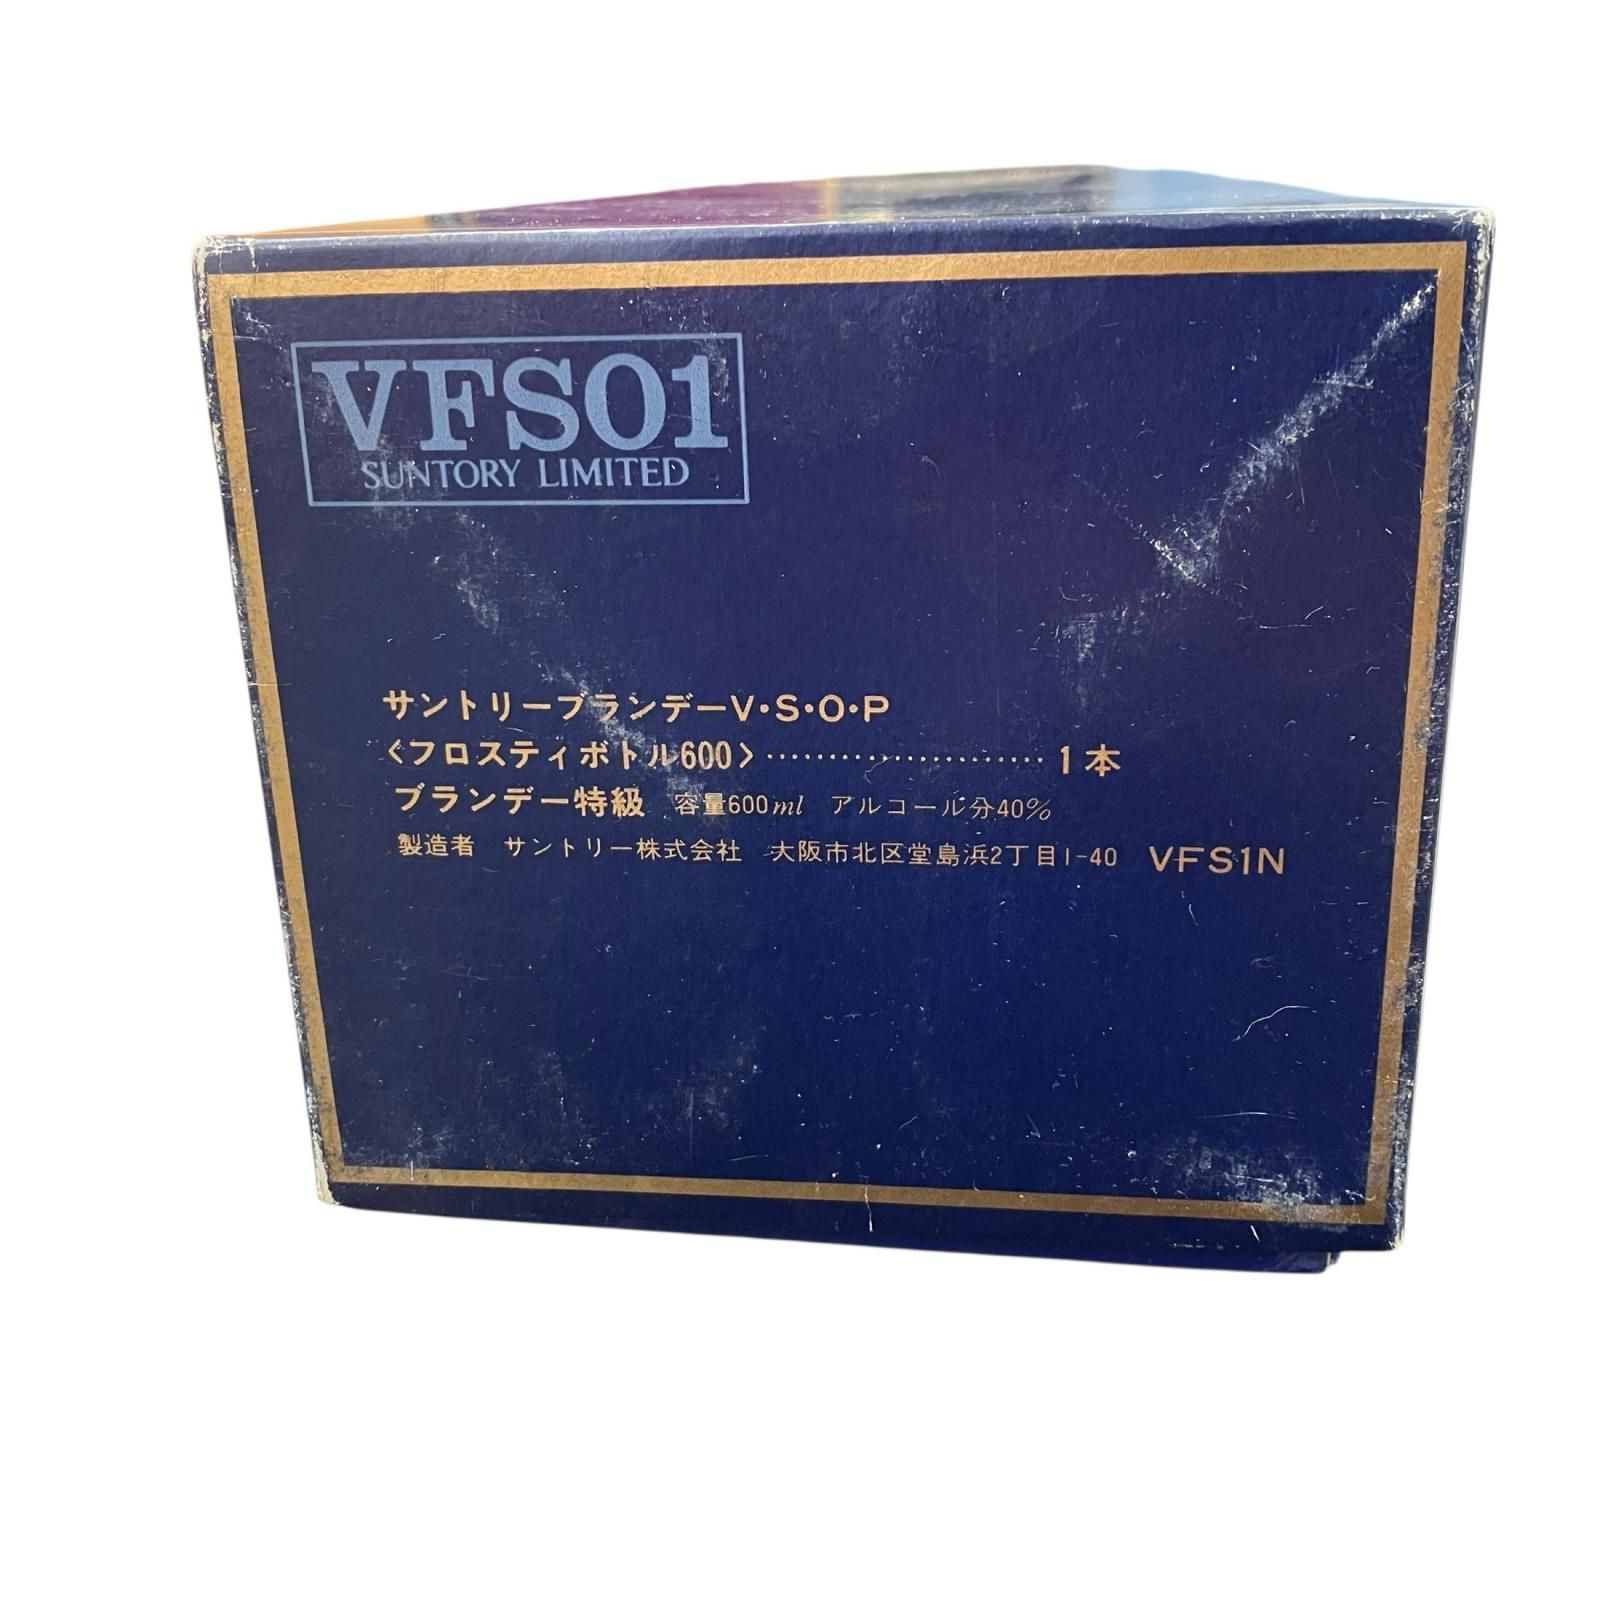 VFS01
SUNTORY LIMITED
サントリーブランデーV・S・O・P
〈フロスティボトル600〉……………………1本
ブランデー特級 容量600ml アルコール分40%
製造者 サントリー株式会社 大阪市北区堂島浜2丁目1-40 VFS1N